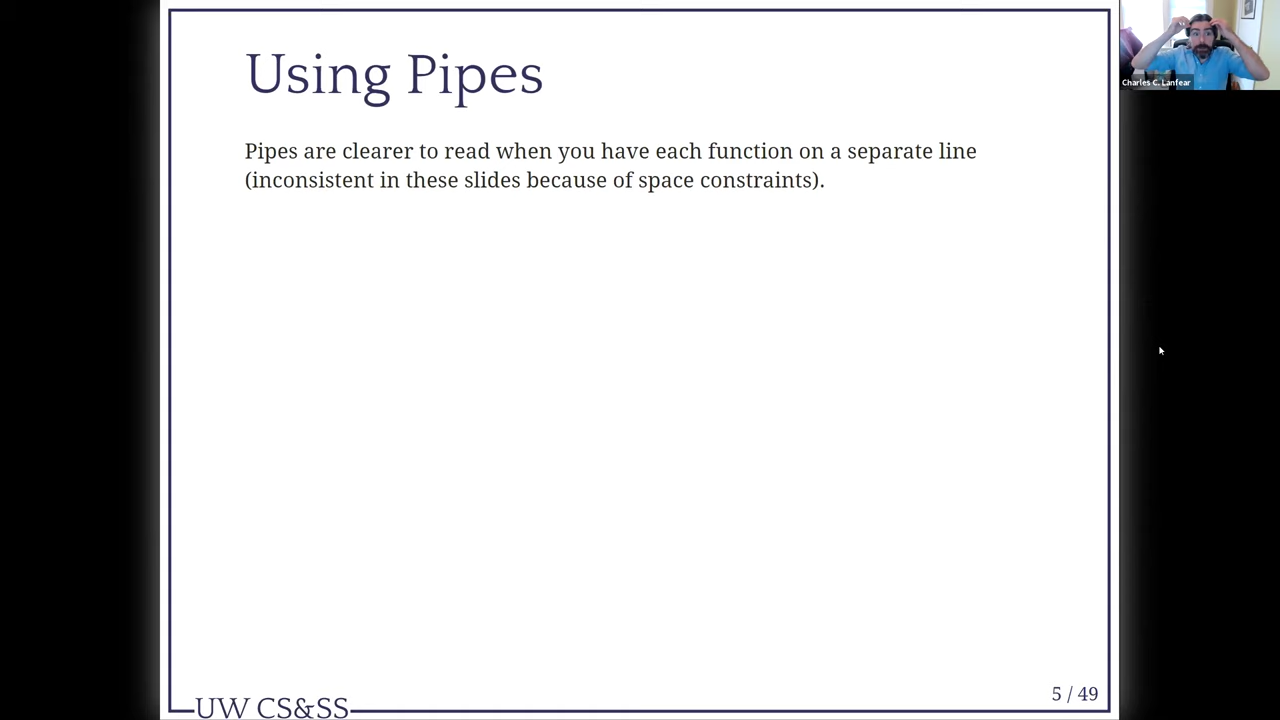 Using Pipes
Charles C. Lanfear
Pipes are clearer to read when you have each function on a separate line
(inconsistent in these slides because of space constraints).
5 / 49
UW CS&SS